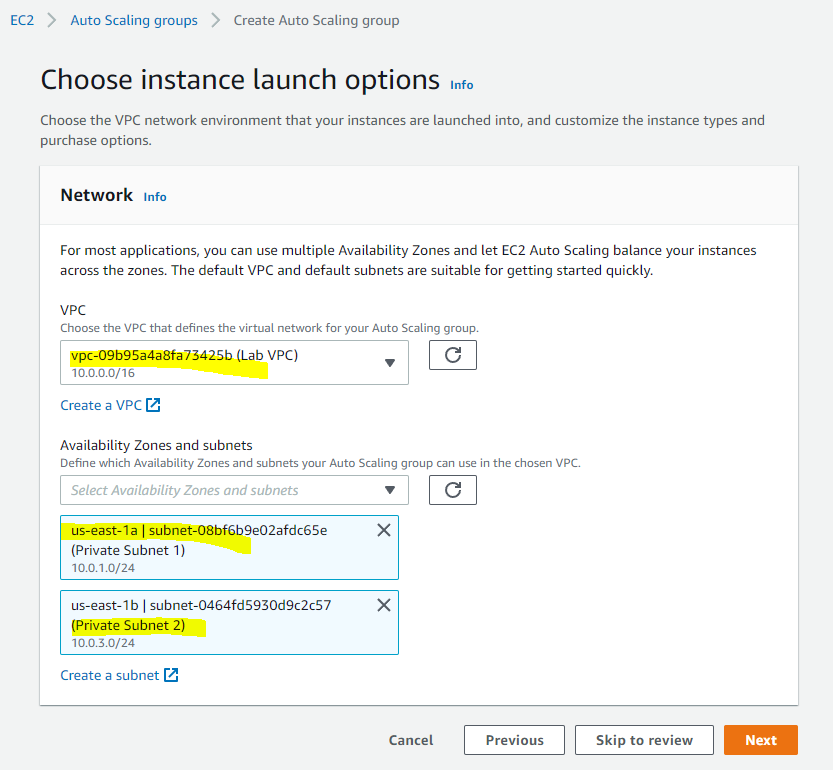 EC2 > Auto Scaling groups > Create Auto Scaling group
Choose instance launch options Info
Choose the VPC network environment that your instances are launched into, and customize the instance types and
purchase options.
Network Info
For most applications, you can use multiple Availability Zones and let EC2 Auto Scaling balance your instances
across the zones. The default VPC and default subnets are suitable for getting started quickly.
VPC
Choose the VPC that defines the virtual network for your Auto Scaling group.
vpc-09b95a4a8fa73425b (Lab VPC)
10.0.0.0/16
Create a VPC
Availability Zones and subnets
Define which Availability Zones and subnets your Auto Scaling group can use in the chosen VPC.
Select Availability Zones and subnets
us-east-1a | subnet-08bf6b9e02afdc65e
(Private Subnet 1)
10.0.1.0/24
us-east-1b | subnet-0464fd5930d9c2c57
(Private Subnet 2)
10.0.3.0/24
Create a subnet
Cancel Previous Skip to review Next